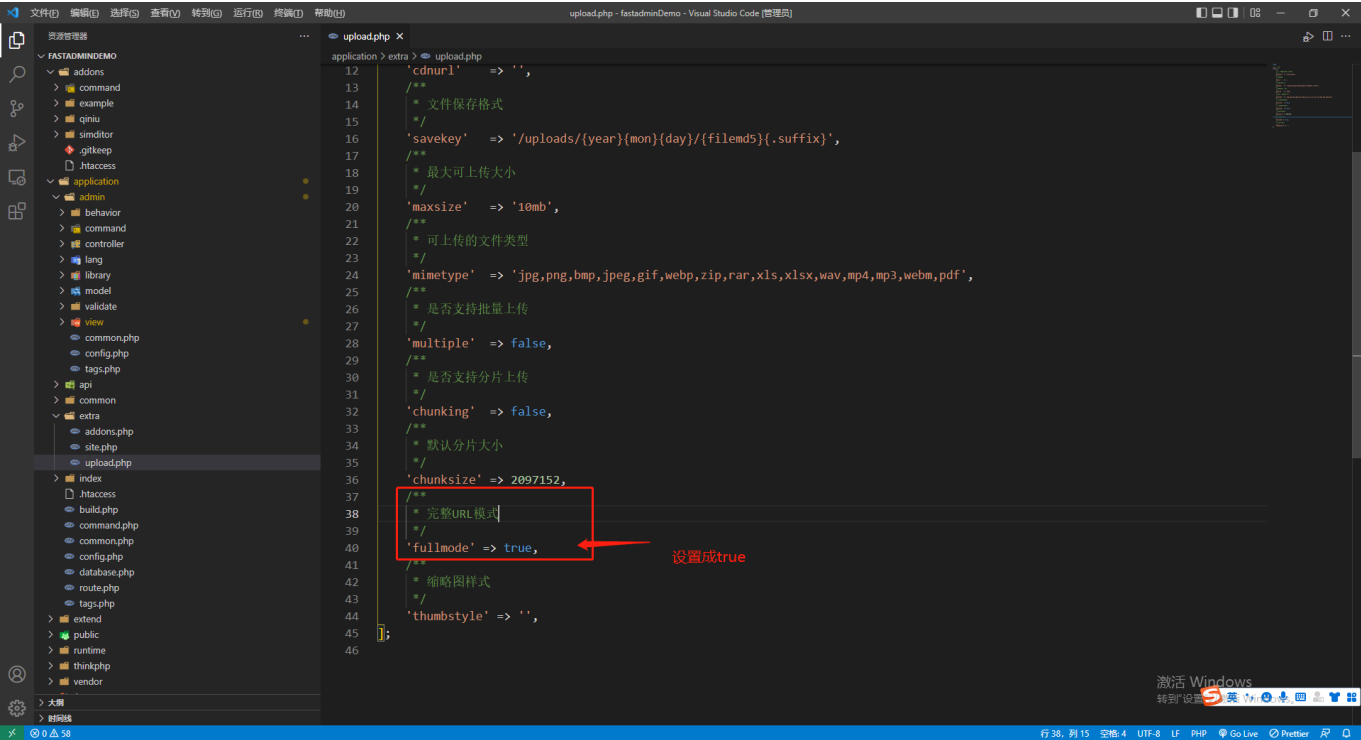 文件(F) 编辑(E) 选择(S) 查看(V) 转到(G) 运行(R) 终端(T) 帮助(H) upload.php - fastadminDemo - Visual Studio Code [管理员]
资源管理器
FASTADMINDEMO
addons
command
example
qiniu
simditor
.gitkeep
.htaccess
application
admin
behavior
command
controller
lang
library
model
validate
view
common.php
config.php
tags.php
api
common
extra
addons.php
site.php
upload.php
index
.htaccess
build.php
command.php
common.php
config.php
database.php
route.php
tags.php
extend
public
runtime
thinkphp
vendor
大纲
时间线
upload.php
application > extra > upload.php
12 'cdnurl' => '',
13 /**
14 * 文件保存格式
15 */
16 'savekey' => '/uploads/{year}{mon}{day}/{filemd5}{.suffix}',
17 /**
18 * 最大可上传大小
19 */
20 'maxsize' => '10mb',
21 /**
22 * 可上传的文件类型
23 */
24 'mimetype' => 'jpg,png,bmp,jpeg,gif,webp,zip,rar,xls,xlsx,wav,mp4,mp3,webm,pdf',
25 /**
26 * 是否支持批量上传
27 */
28 'multiple' => false,
29 /**
30 * 是否支持分片上传
31 */
32 'chunking' => false,
33 /**
34 * 默认分片大小
35 */
36 'chunksize' => 2097152,
37 /**
38 * 完整URL模式
39 */
40 'fullmode' => true,
设置成true
41 /**
42 * 缩略图样式
43 */
44 'thumbstyle' => '',
45 ];
46
激活 Windows
转到"设置
英
0 58 行 38，列 15 空格: 4 UTF-8 LF PHP Go Live Prettier